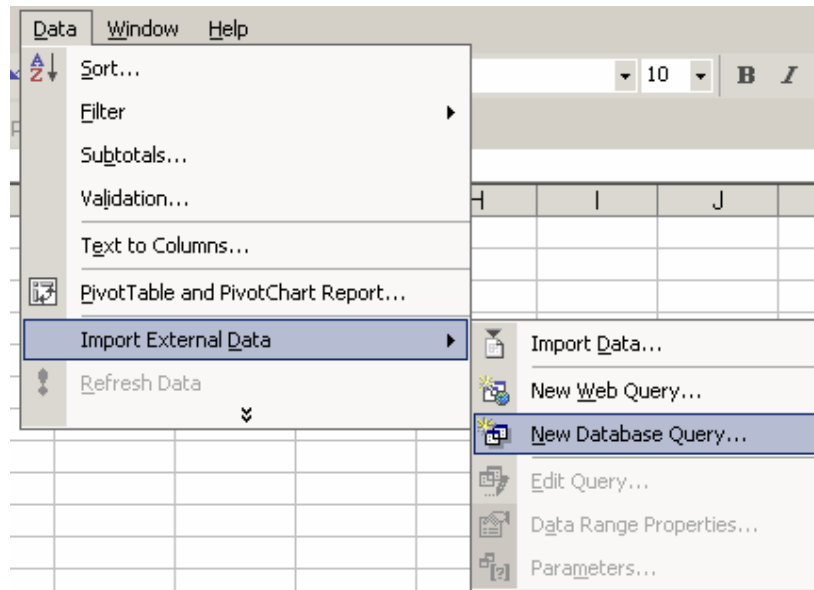 Data Window Help
Sort...
10 B I
Filter
Subtotals...
Validation...
H I J
Text to Columns...
PivotTable and PivotChart Report...
Import External Data
Import Data...
Refresh Data
New Web Query...
New Database Query...
Edit Query...
Data Range Properties...
Parameters...